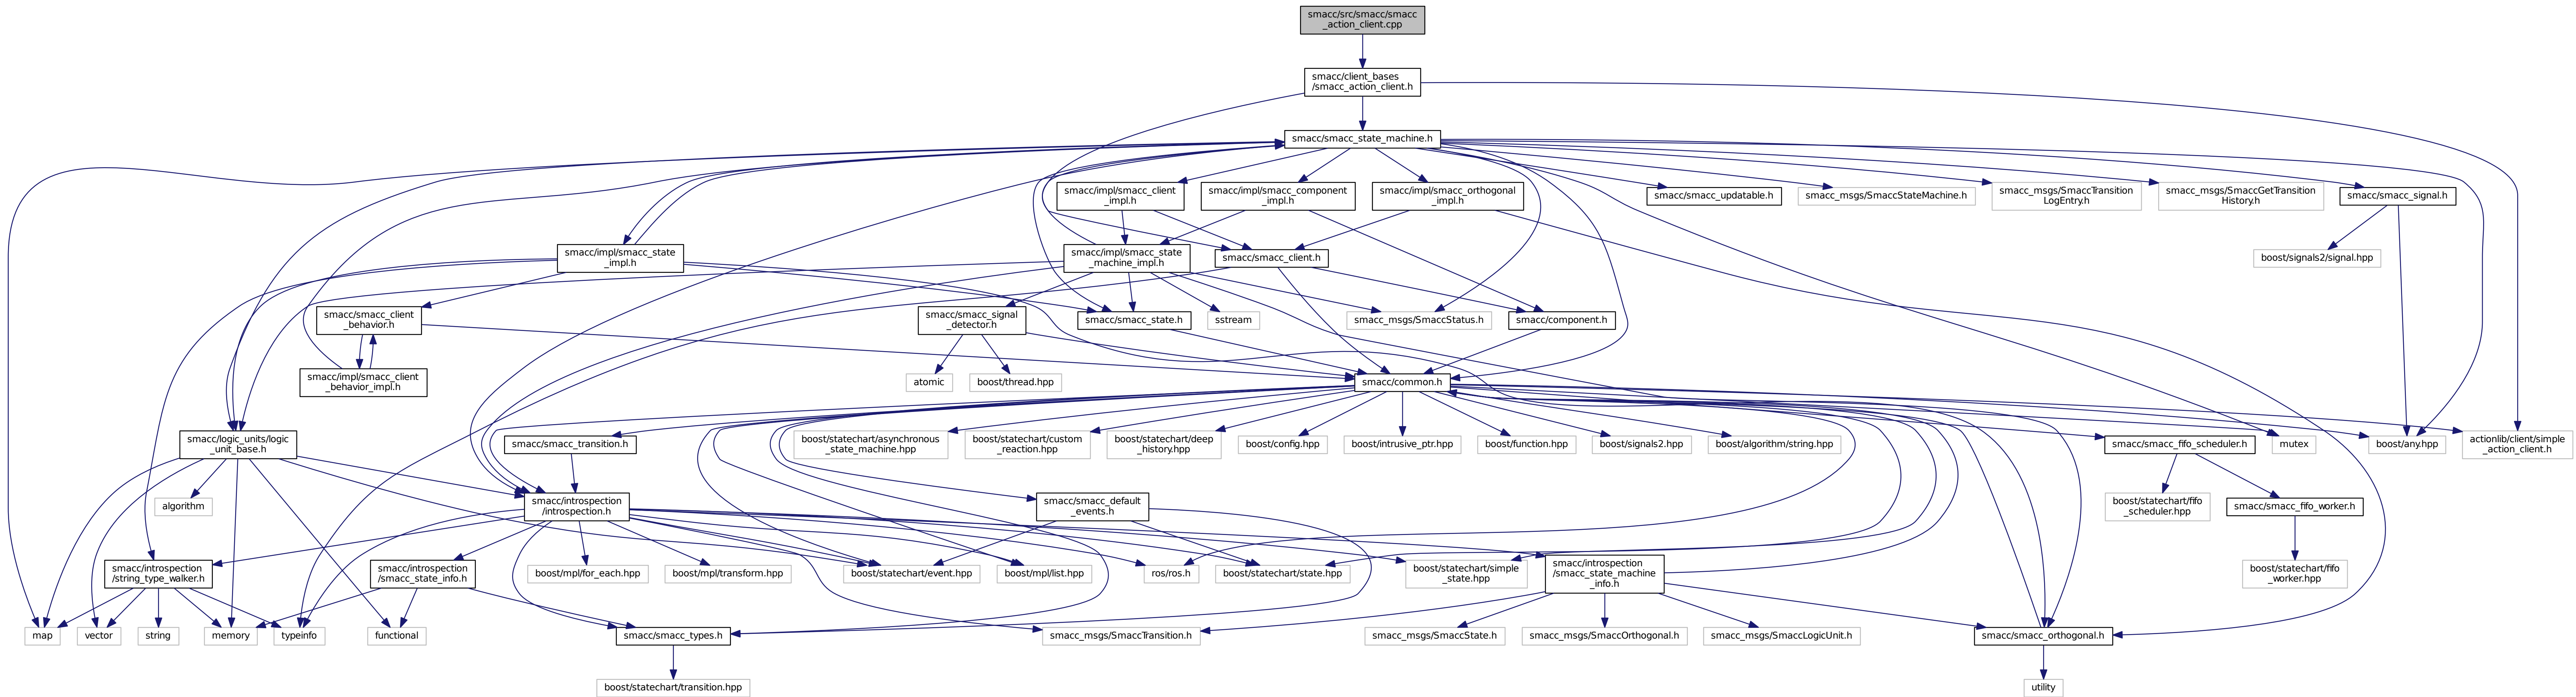 smacc/src/smacc/smacc
_action_client.cpp
smacc/client_bases
/smacc_action_client.h
smacc/smacc_state_machine.h
smacc/impl/smacc_client
_impl.h
smacc/impl/smacc_component
_impl.h
smacc/impl/smacc_orthogonal
_impl.h
smacc/smacc_updatable.h
smacc_msgs/SmaccStateMachine.h
smacc_msgs/SmaccTransition
LogEntry.h
smacc_msgs/SmaccGetTransition
History.h
smacc/smacc_signal.h
smacc/impl/smacc_state
_impl.h
smacc/impl/smacc_state
_machine_impl.h
smacc/smacc_client.h
boost/signals2/signal.hpp
smacc/smacc_client
_behavior.h
smacc/smacc_signal
_detector.h
smacc/smacc_state.h
sstream
smacc_msgs/SmaccStatus.h
smacc/component.h
smacc/impl/smacc_client
_behavior_impl.h
atomic
boost/thread.hpp
smacc/common.h
smacc/logic_units/logic
_unit_base.h
smacc/smacc_transition.h
boost/statechart/asynchronous
_state_machine.hpp
boost/statechart/custom
_reaction.hpp
boost/statechart/deep
_history.hpp
boost/config.hpp
boost/intrusive_ptr.hpp
boost/function.hpp
boost/signals2.hpp
boost/algorithm/string.hpp
smacc/smacc_fifo_scheduler.h
mutex
boost/any.hpp
actionlib/client/simple
_action_client.h
algorithm
smacc/introspection
/introspection.h
smacc/smacc_default
_events.h
boost/statechart/fifo
_scheduler.hpp
smacc/smacc_fifo_worker.h
smacc/introspection
/string_type_walker.h
smacc/introspection
/smacc_state_info.h
boost/mpl/for_each.hpp
boost/mpl/transform.hpp
boost/statechart/event.hpp
boost/mpl/list.hpp
ros/ros.h
boost/statechart/state.hpp
boost/statechart/simple
_state.hpp
smacc/introspection
/smacc_state_machine
_info.h
boost/statechart/fifo
_worker.hpp
map
vector
string
memory
typeinfo
functional
smacc/smacc_types.h
smacc_msgs/SmaccTransition.h
smacc_msgs/SmaccState.h
smacc_msgs/SmaccOrthogonal.h
smacc_msgs/SmaccLogicUnit.h
smacc/smacc_orthogonal.h
boost/statechart/transition.hpp
utility